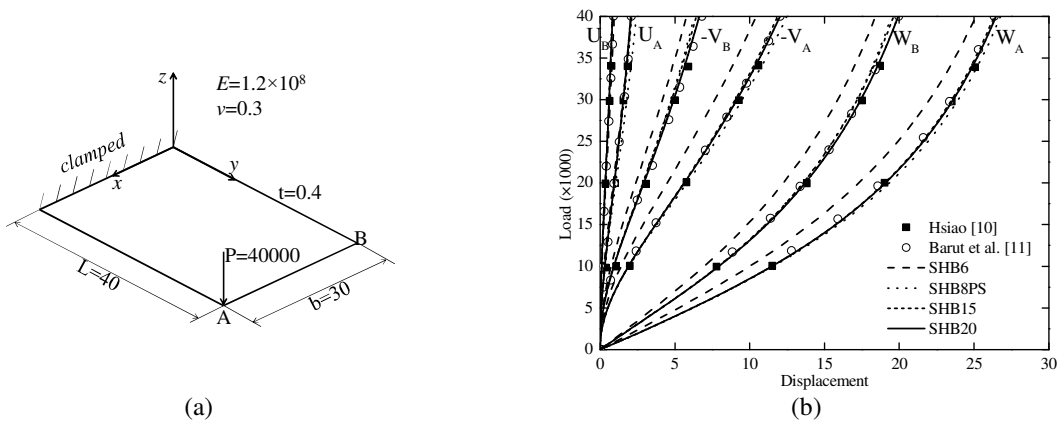 z
E=1.2×10⁸
v=0.3
clamped
x
y
t=0.4
B
P=40000
L=40
b=30
A
(a)
Load (×1000)
40
35
30
25
20
15
10
5
0
U_B U_A -V_B -V_A W_B W_A
Hsiao [10]
Barut et al. [11]
SHB6
SHB8PS
SHB15
SHB20
0 5 10 15 20 25 30
Displacement
(b)